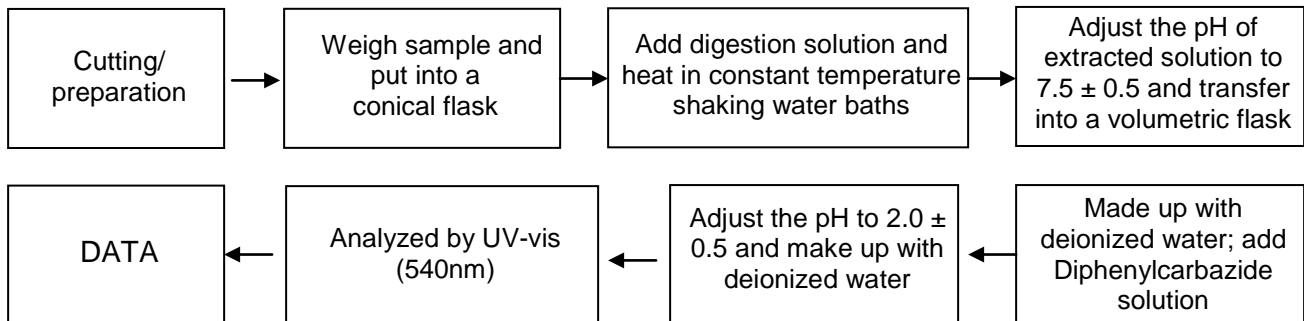 Cutting/
preparation
Weigh sample and
put into a
conical flask
Add digestion solution and
heat in constant temperature
shaking water baths
Adjust the pH of
extracted solution to
7.5 ± 0.5 and transfer
into a volumetric flask
Made up with
deionized water; add
Diphenylcarbazide
solution
Adjust the pH to 2.0 ±
0.5 and make up with
deionized water
Analyzed by UV-vis
(540nm)
DATA